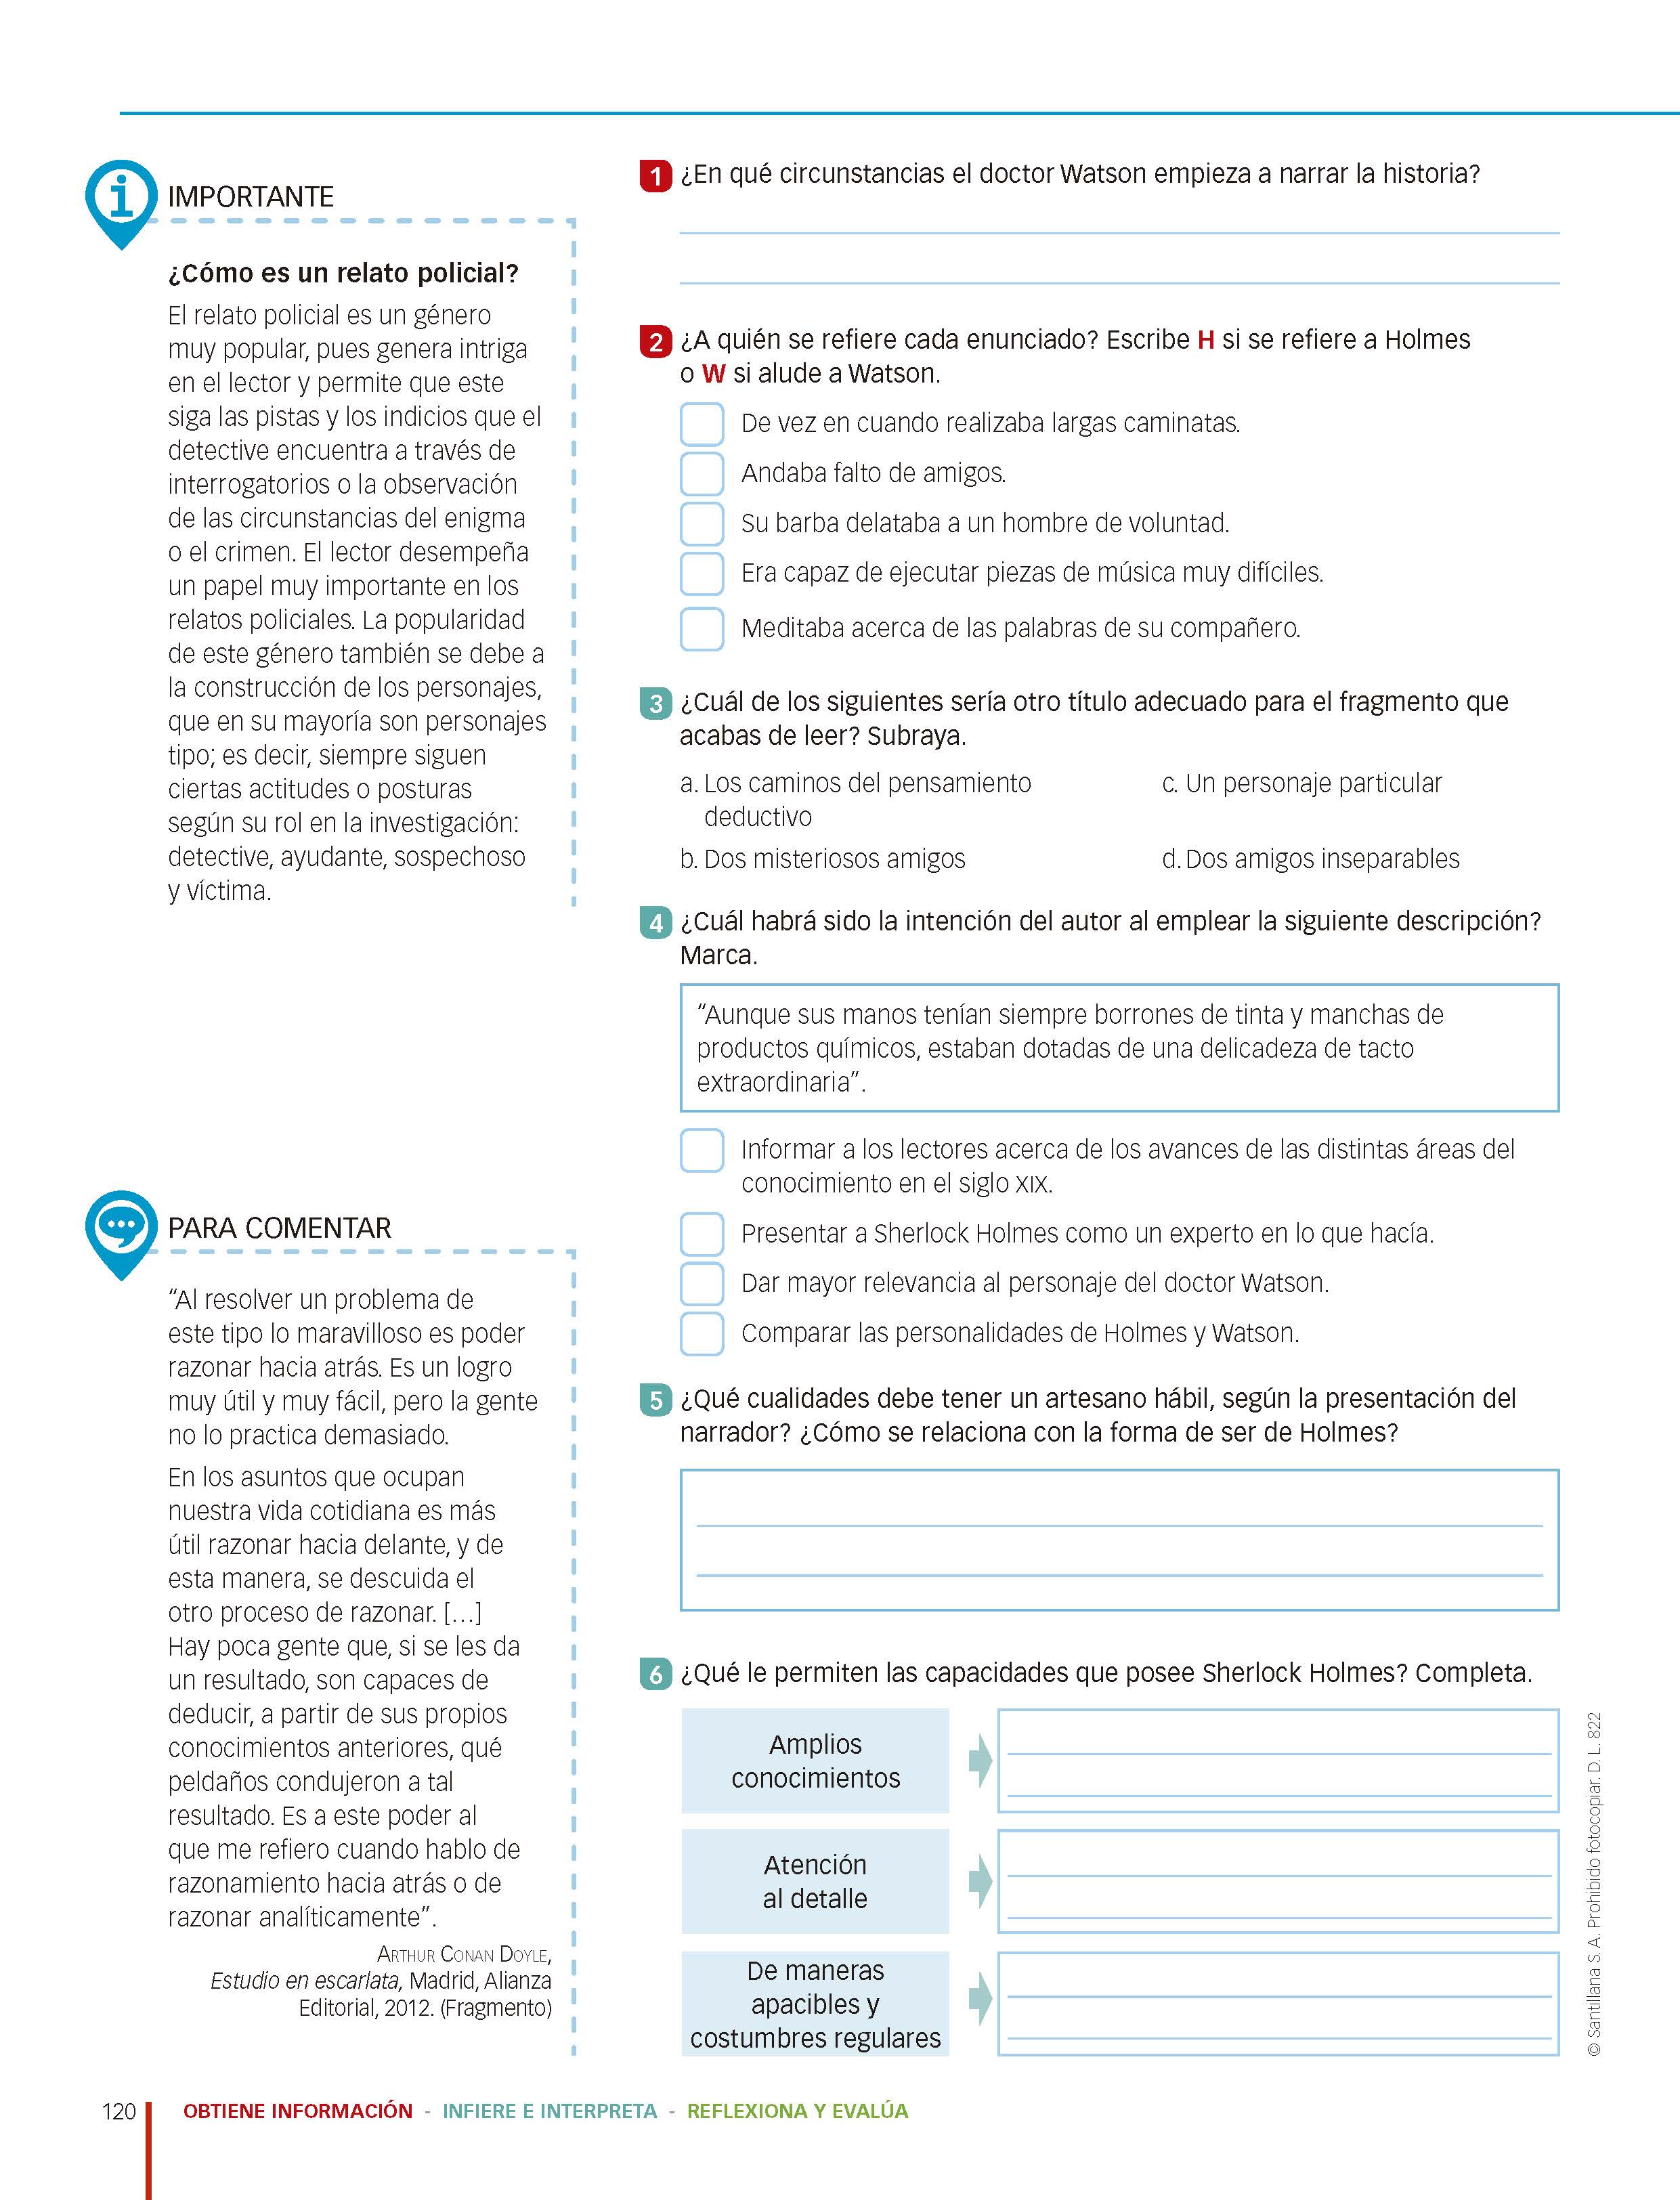 IMPORTANTE
¿Cómo es un relato policial?
El relato policial es un género
muy popular, pues genera intriga
en el lector y permite que este
siga las pistas y los indicios que el
detective encuentra a través de
interrogatorios o la observación
de las circunstancias del enigma
o el crimen. El lector desempeña
un papel muy importante en los
relatos policiales. La popularidad
de este género también se debe a
la construcción de los personajes,
que en su mayoría son personajes
tipo; es decir, siempre siguen
ciertas actitudes o posturas
según su rol en la investigación:
detective, ayudante, sospechoso
y víctima.
PARA COMENTAR
“Al resolver un problema de
este tipo lo maravilloso es poder
razonar hacia atrás. Es un logro
muy útil y muy fácil, pero la gente
no lo practica demasiado.
En los asuntos que ocupan
nuestra vida cotidiana es más
útil razonar hacia delante, y de
esta manera, se descuida el
otro proceso de razonar. […]
Hay poca gente que, si se les da
un resultado, son capaces de
deducir, a partir de sus propios
conocimientos anteriores, qué
peldaños condujeron a tal
resultado. Es a este poder al
que me refiero cuando hablo de
razonamiento hacia atrás o de
razonar analíticamente”.
ARTHUR CONAN DOYLE,
Estudio en escarlata, Madrid, Alianza
Editorial, 2012. (Fragmento)
1 ¿En qué circunstancias el doctor Watson empieza a narrar la historia?
2 ¿A quién se refiere cada enunciado? Escribe H si se refiere a Holmes
o W si alude a Watson.
De vez en cuando realizaba largas caminatas.
Andaba falto de amigos.
Su barba delataba a un hombre de voluntad.
Era capaz de ejecutar piezas de música muy difíciles.
Meditaba acerca de las palabras de su compañero.
3 ¿Cuál de los siguientes sería otro título adecuado para el fragmento que
acabas de leer? Subraya.
a. Los caminos del pensamiento
deductivo
b. Dos misteriosos amigos
c. Un personaje particular
d. Dos amigos inseparables
4 ¿Cuál habrá sido la intención del autor al emplear la siguiente descripción?
Marca.
“Aunque sus manos tenían siempre borrones de tinta y manchas de
productos químicos, estaban dotadas de una delicadeza de tacto
extraordinaria”.
Informar a los lectores acerca de los avances de las distintas áreas del
conocimiento en el siglo XIX.
Presentar a Sherlock Holmes como un experto en lo que hacía.
Dar mayor relevancia al personaje del doctor Watson.
Comparar las personalidades de Holmes y Watson.
5 ¿Qué cualidades debe tener un artesano hábil, según la presentación del
narrador? ¿Cómo se relaciona con la forma de ser de Holmes?
6 ¿Qué le permiten las capacidades que posee Sherlock Holmes? Completa.
Amplios
conocimientos
Atención
al detalle
De maneras
apacibles y
costumbres regulares
© Santillana S. A. Prohibido fotocopiar. D. L. 822
120
OBTIENE INFORMACIÓN - INFIERE E INTERPRETA - REFLEXIONA Y EVALÚA